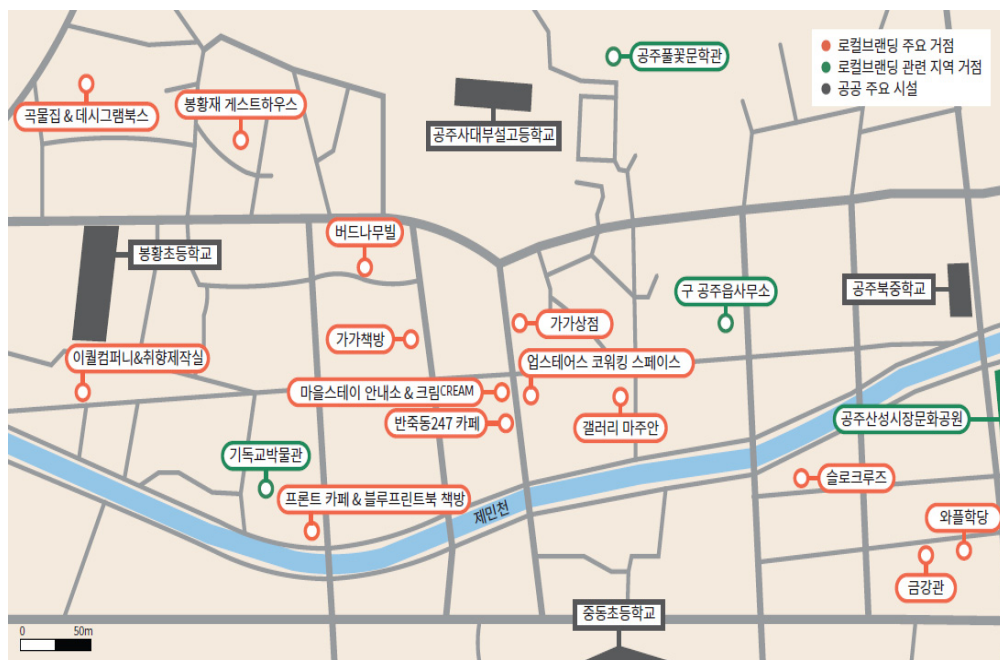 공주풀꽃문학관
로컬브랜딩 주요 거점
로컬브랜딩 관련 지역 거점
공공 주요 시설
곡물집 & 데시그램북스
봉황재 게스트하우스
공주사대부설고등학교
버드나무빌
봉황초등학교
구 공주읍사무소
공주북중학교
가가책방
가가상점
이퀄컴퍼니&취향제작실
업스테어스 코워킹 스페이스
마을스테이 안내소 & 크림CREAM
반죽동247 카페
갤러리 마주안
공주산성시장문화공원
기독교박물관
프론트 카페 & 블루프린트북 책방
제민천
슬로크루즈
와플학당
금강관
중동초등학교
0 50m